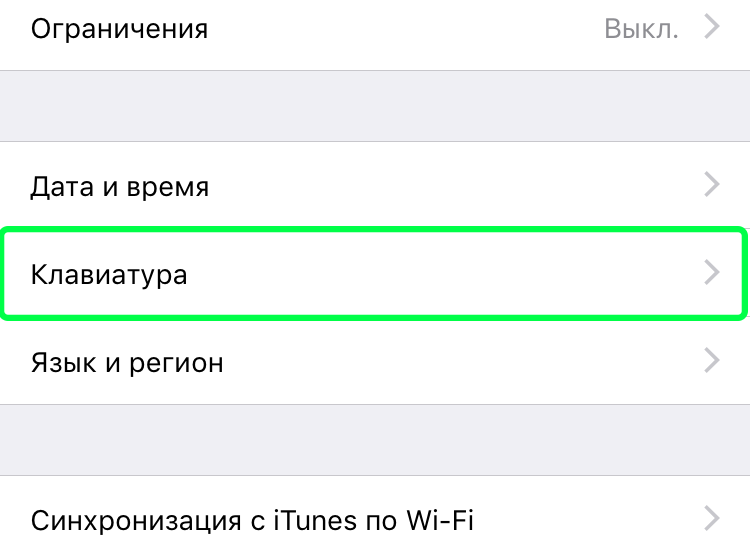 Ограничения Выкл.
Дата и время
Клавиатура
Язык и регион
Синхронизация с iTunes по Wi-Fi